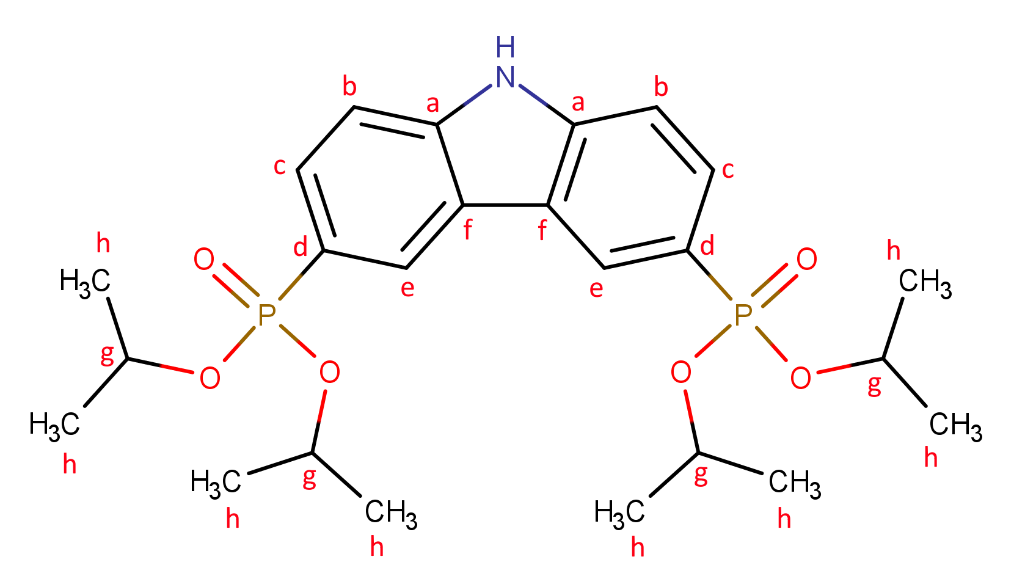 H
N
b a a b
c c
f f
d d
e e
O O
h h
H3C CH3
P P
g O O O O g
H3C CH3
h h
g g
H3C CH3 H3C CH3
h h h h